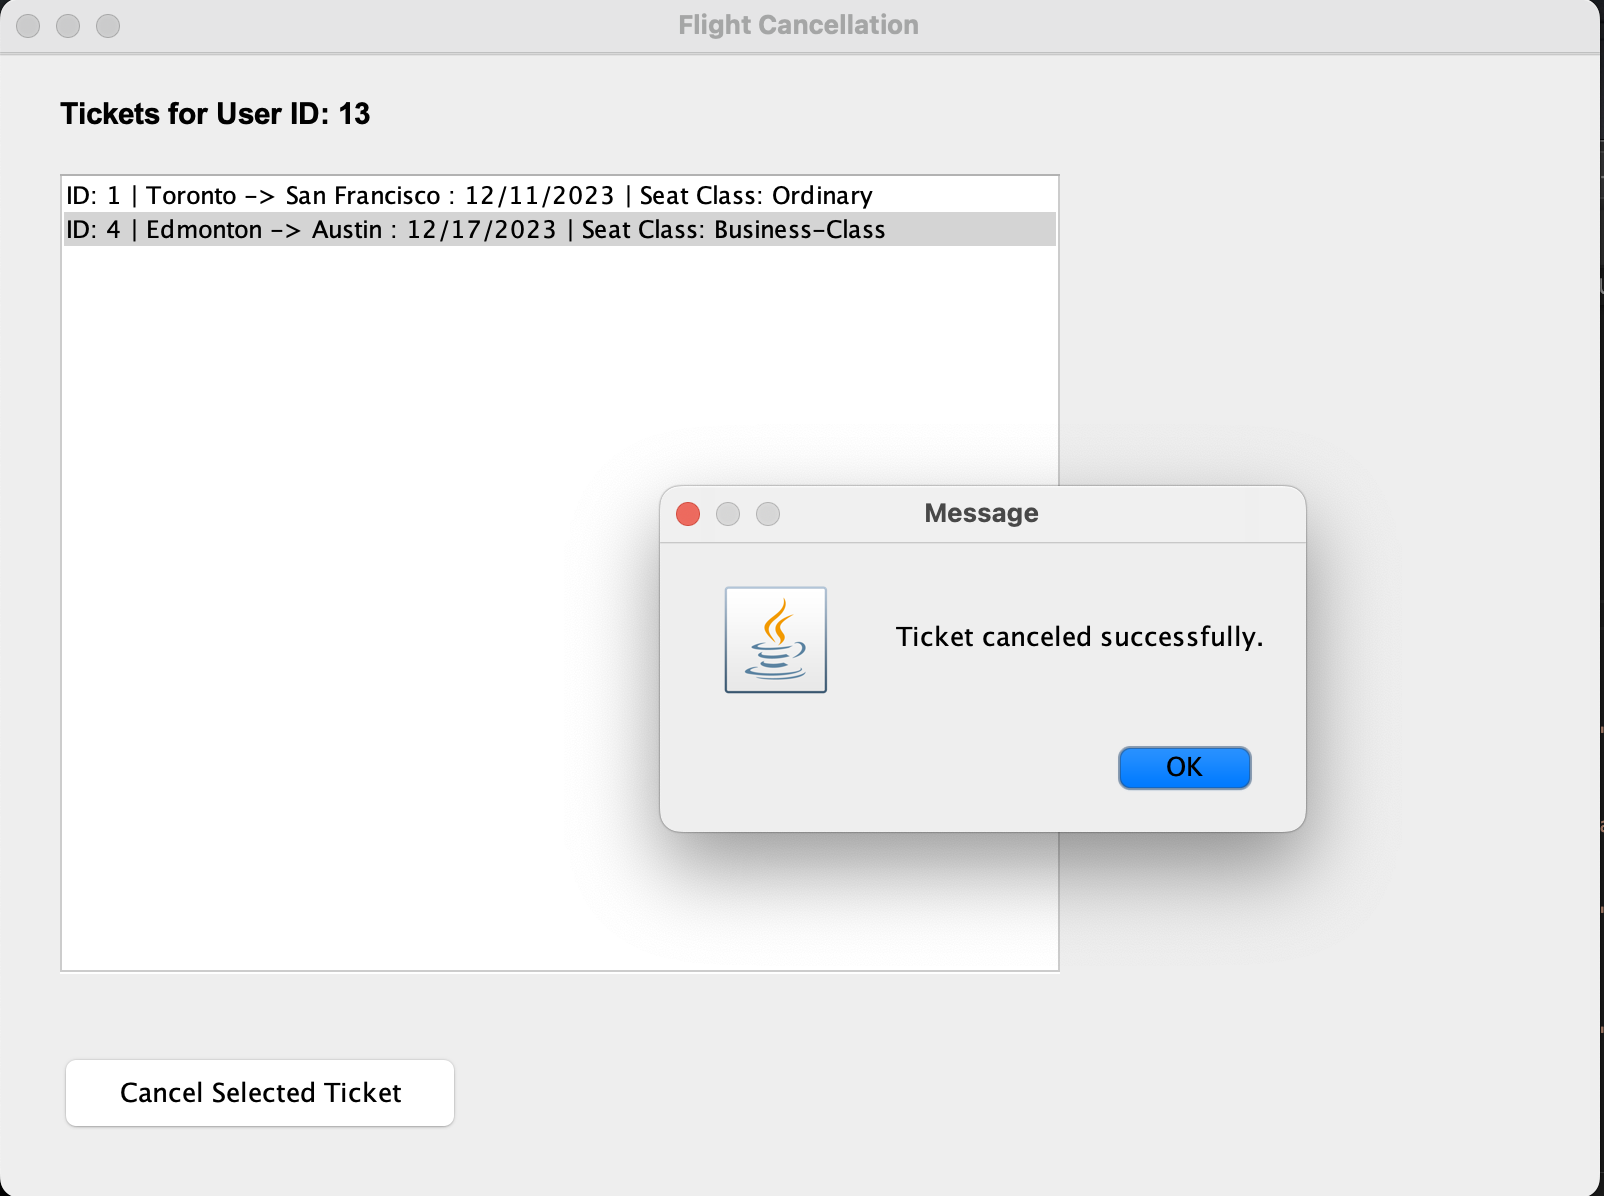 Flight Cancellation
Tickets for User ID: 13
ID: 1 | Toronto -> San Francisco : 12/11/2023 | Seat Class: Ordinary
ID: 4 | Edmonton -> Austin : 12/17/2023 | Seat Class: Business-Class
Message
Ticket canceled successfully.
OK
Cancel Selected Ticket